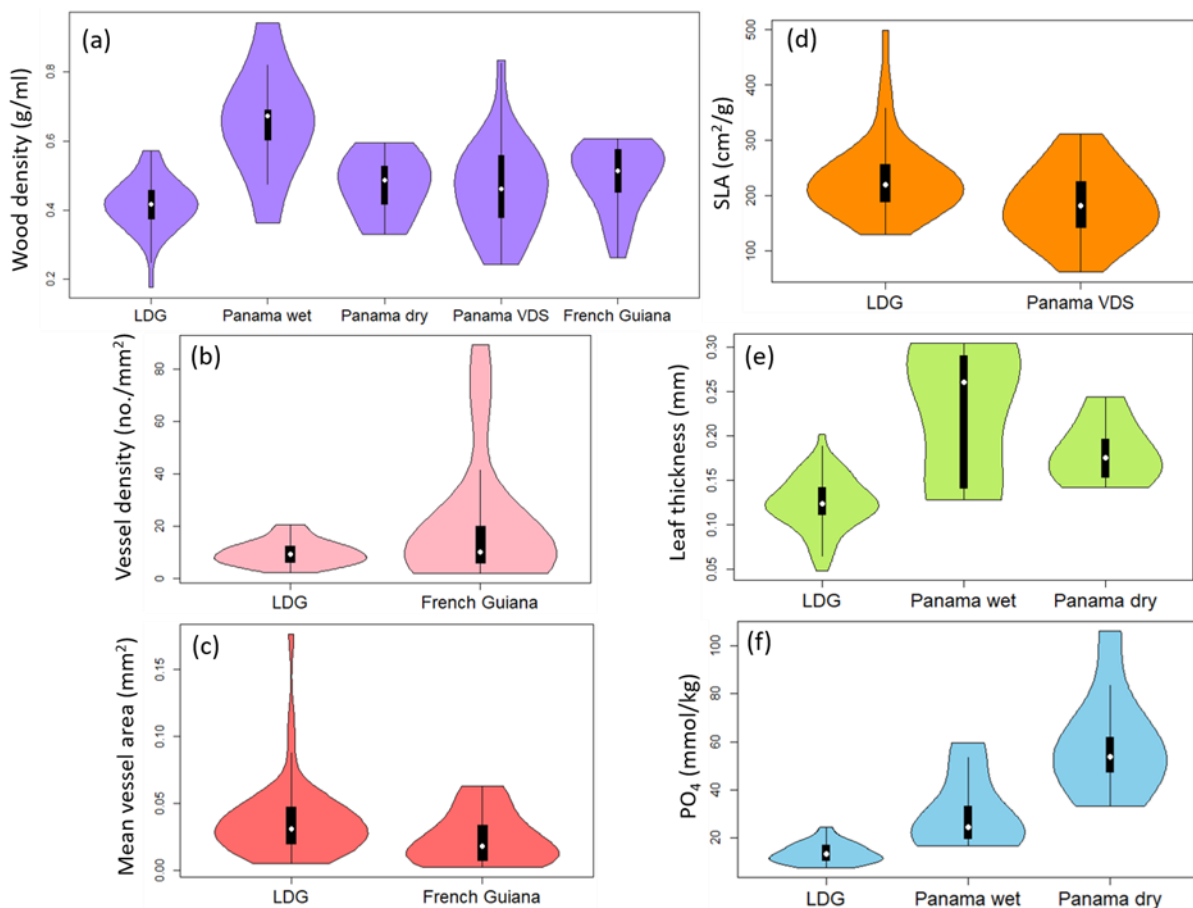 (a)
Wood density (g/ml)
0.2 0.4 0.6 0.8
LDG Panama wet Panama dry Panama VDS French Guiana
(d)
SLA (cm²/g)
100 200 300 400 500
LDG Panama VDS
(b)
Vessel density (no./mm²)
0 20 40 60 80
LDG French Guiana
(e)
Leaf thickness (mm)
0.05 0.10 0.15 0.20 0.25 0.30
LDG Panama wet Panama dry
(c)
Mean vessel area (mm²)
0.00 0.05 0.10 0.15
LDG French Guiana
(f)
PO₄ (mmol/kg)
20 40 60 80 100
LDG Panama wet Panama dry